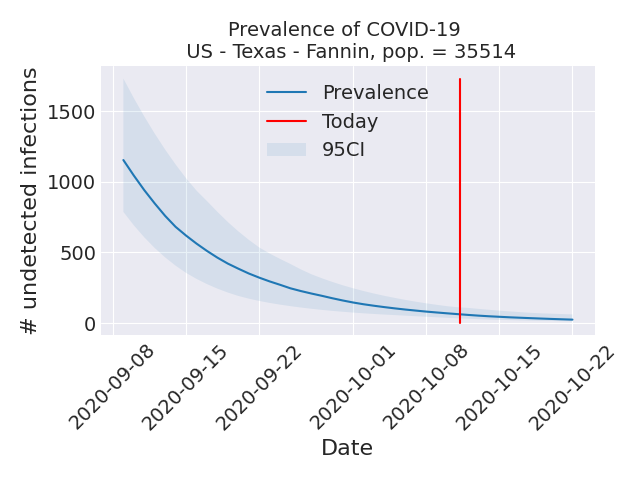 Prevalence of COVID-19
US - Texas - Fannin, pop. = 35514
# undetected infections
1500
1000
500
0
Prevalence
Today
95CI
2020-09-08
2020-09-15
2020-09-22
2020-10-01
2020-10-08
2020-10-15
2020-10-22
Date